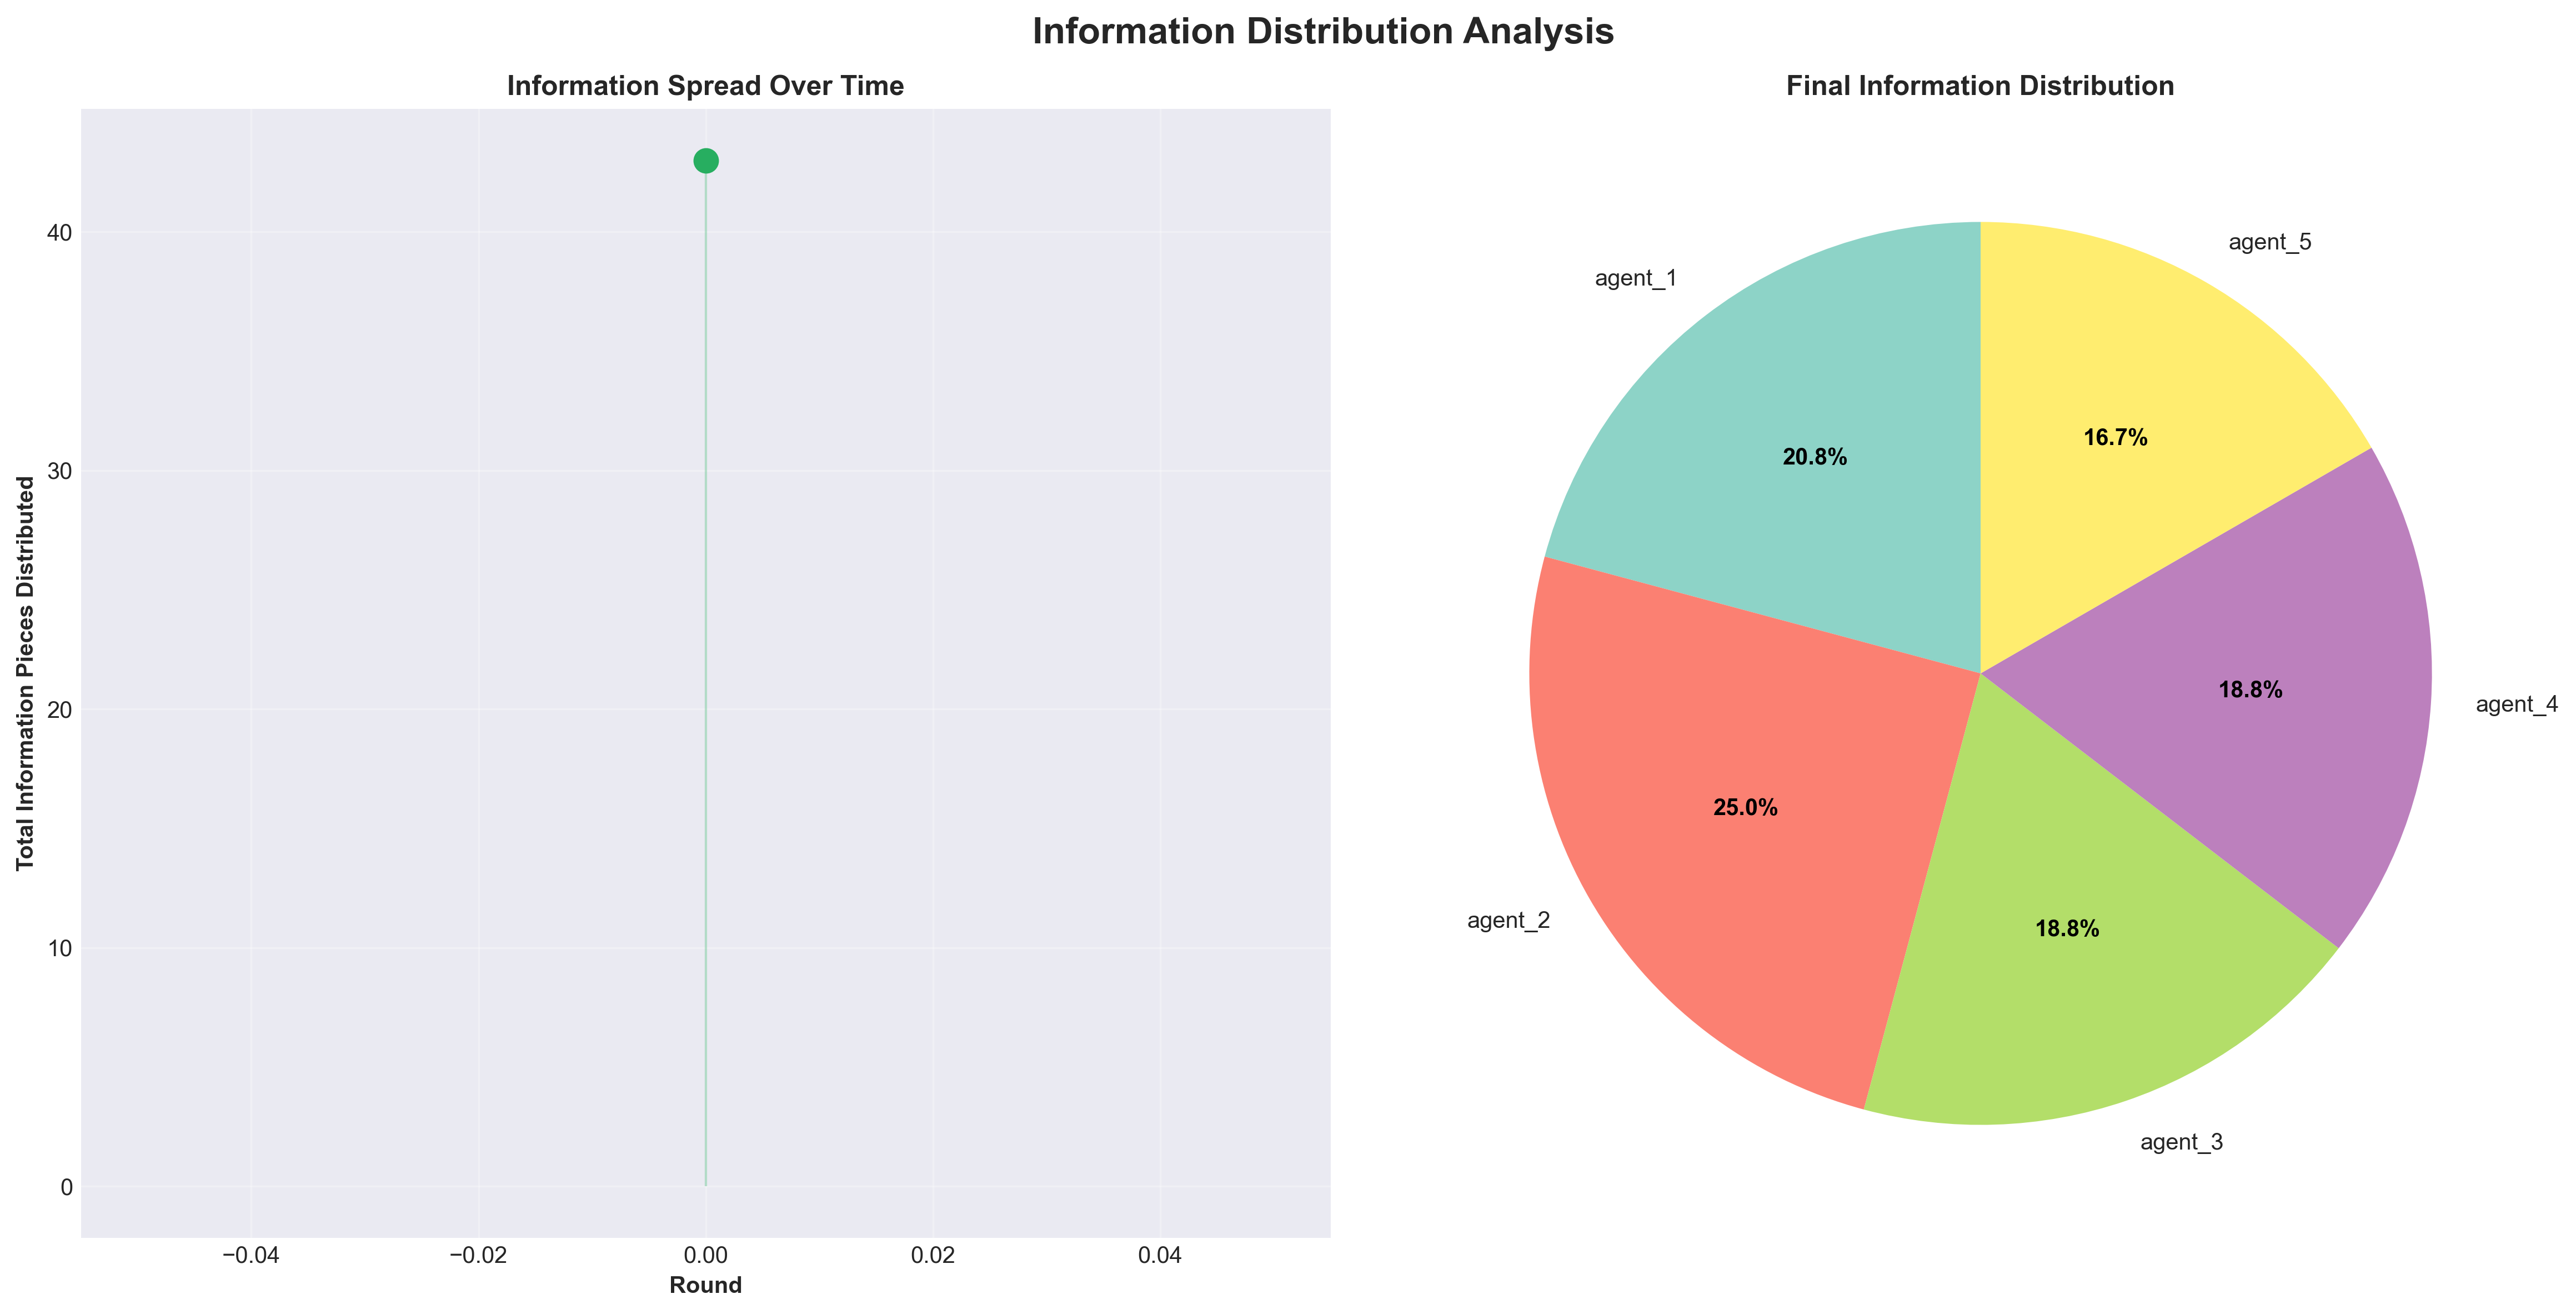 Information Distribution Analysis
Information Spread Over Time
Total Information Pieces Distributed
40
30
20
10
0
−0.04
−0.02
0.00
0.02
0.04
Round
Final Information Distribution
agent_1
20.8%
agent_2
25.0%
agent_3
18.8%
agent_4
18.8%
agent_5
16.7%